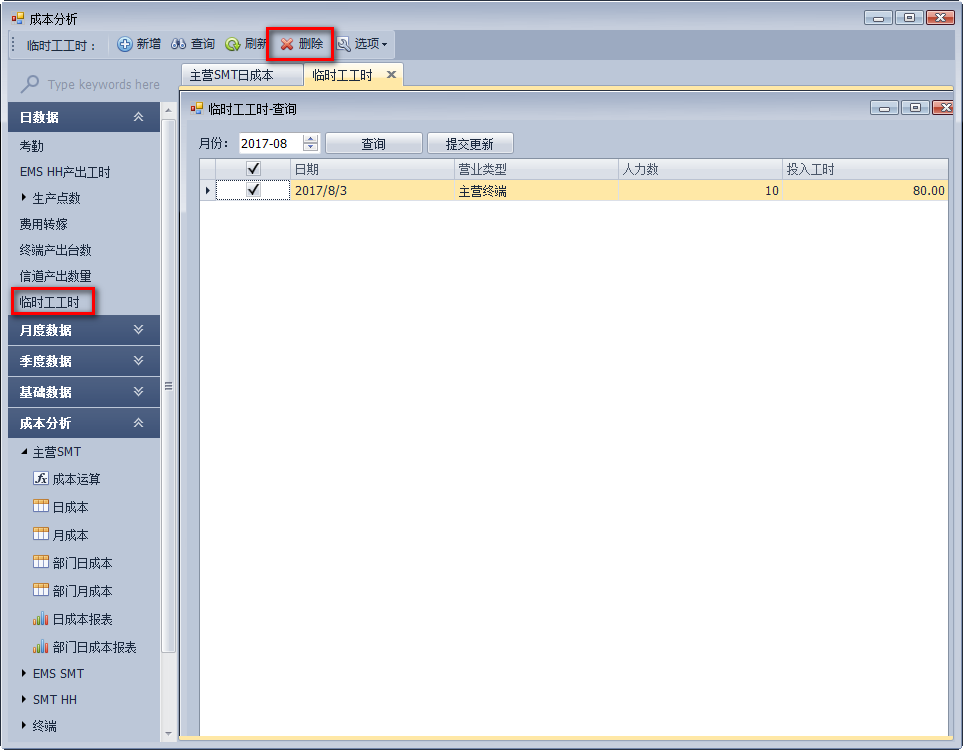 成本分析
临时工工时： 新增 查询 刷新 删除 选项
Type keywords here
主营SMT日成本 临时工工时
日数据
考勤
EMS HH产出工时
生产点数
费用转嫁
终端产出台数
信道产出数量
临时工工时
月度数据
季度数据
基础数据
成本分析
主营SMT
成本运算
日成本
月成本
部门日成本
部门月成本
日成本报表
部门日成本报表
EMS SMT
SMT HH
终端
临时工工时-查询
月份： 2017-08 查询 提交更新
日期 营业类型 人力数 投入工时
2017/8/3 主营终端 10 80.00